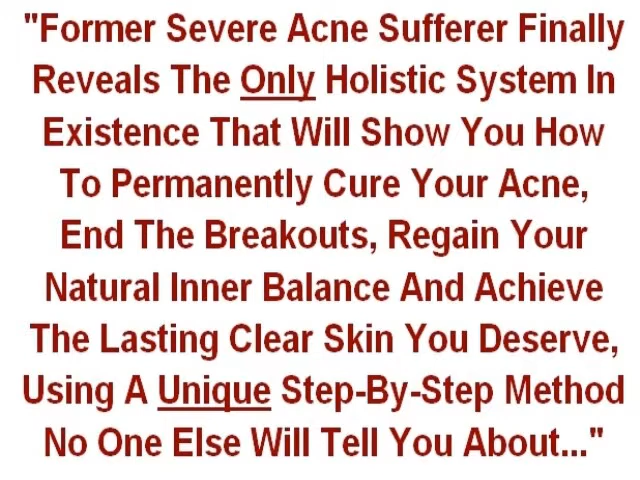 "Former Severe Acne Sufferer Finally
Reveals The Only Holistic System In
Existence That Will Show You How
To Permanently Cure Your Acne,
End The Breakouts, Regain Your
Natural Inner Balance And Achieve
The Lasting Clear Skin You Deserve,
Using A Unique Step-By-Step Method
No One Else Will Tell You About..."